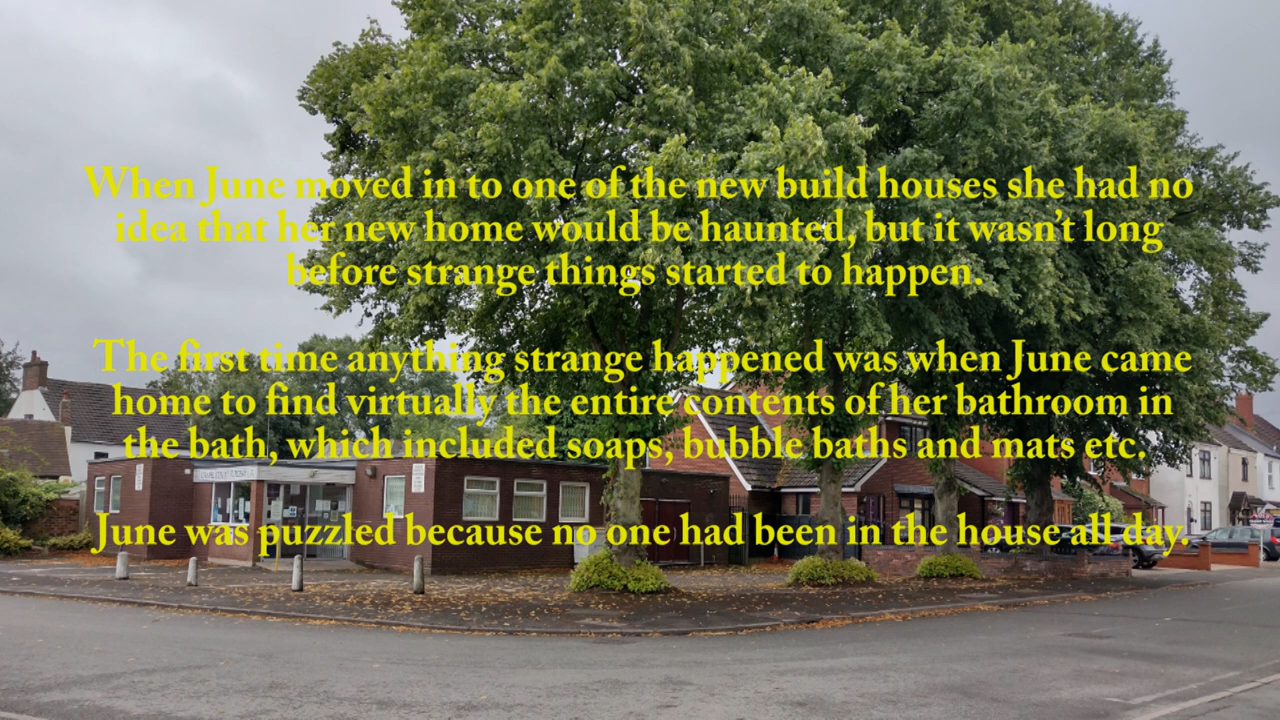 When June moved in to one of the new build houses she had no
idea that her new home would be haunted, but it wasn’t long
before strange things started to happen.
The first time anything strange happened was when June came
home to find virtually the entire contents of her bathroom in
the bath, which included soaps, bubble baths and mats etc.
June was puzzled because no one had been in the house all day.